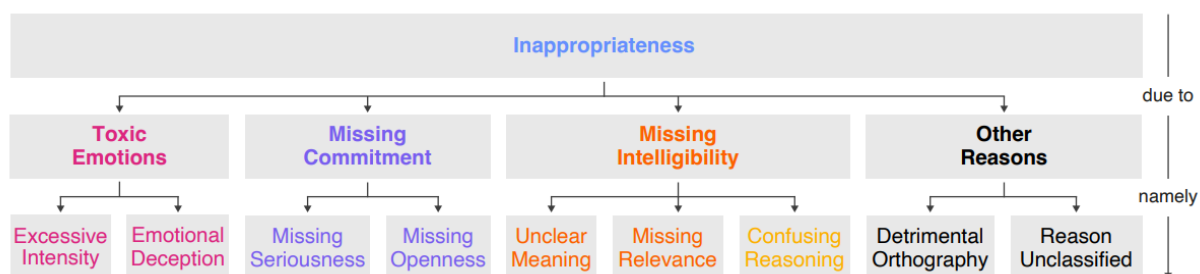 Inappropriateness
due to
Toxic
Emotions
Missing
Commitment
Missing
Intelligibility
Other
Reasons
namely
Excessive
Intensity
Emotional
Deception
Missing
Seriousness
Missing
Openness
Unclear
Meaning
Missing
Relevance
Confusing
Reasoning
Detrimental
Orthography
Reason
Unclassified